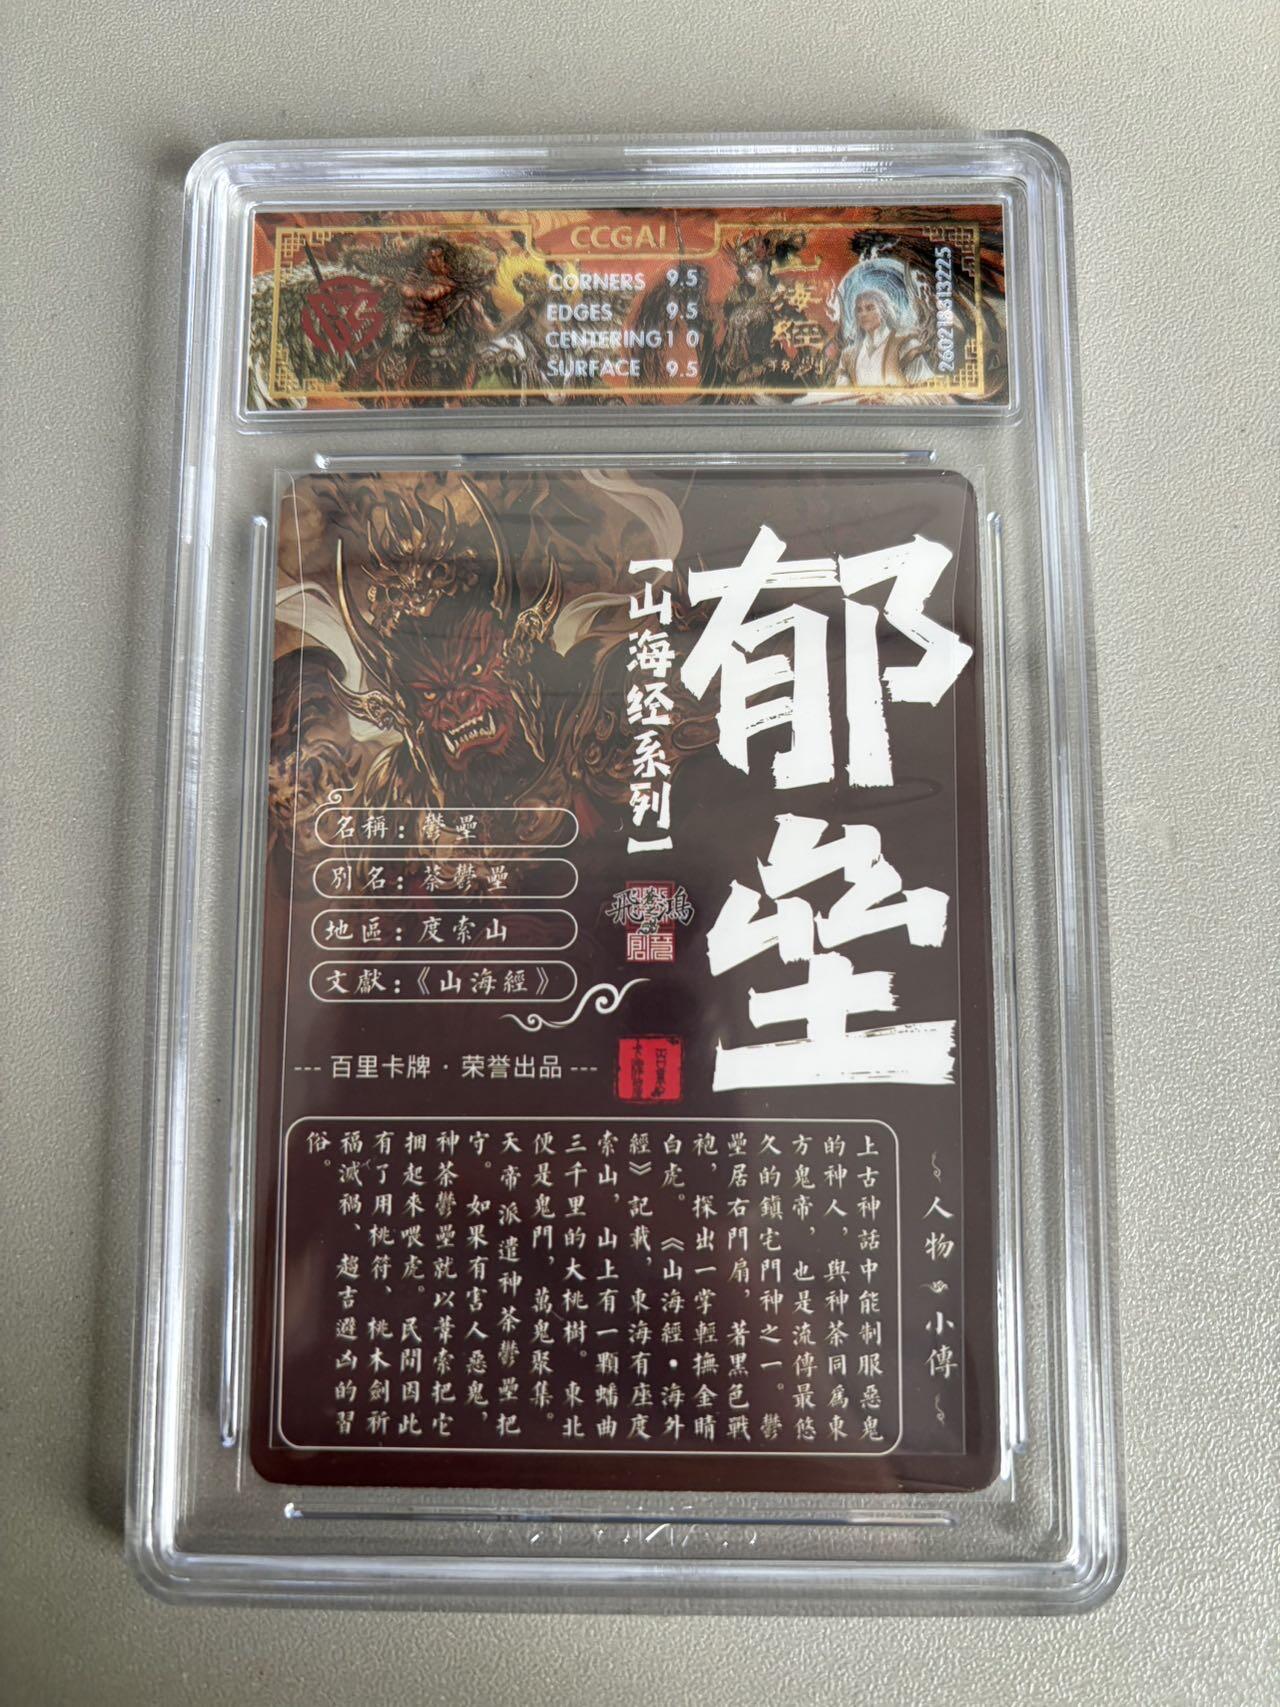 CCGAI
CORNERS 9.5
EDGES 9.5
CENTERING 10
SURFACE 9.5
山海經
260218313225
郁垒
【山海经系列】
名稱：鬱壘
別名：荼鬱壘
地區：度索山
文獻：《山海經》
飛鴻
--- 百里卡牌 · 荣誉出品 ---
人物小傳
上古神話中能制服惡鬼
的神人，與神荼同為東
方鬼帝，也是流傳最悠
久的鎮宅門神之一。鬱
壘居右門扇，著黑色戰
袍，探出一掌輕撫金睛
白虎。《山海經·海外
經》記載，東海有座度
索山，山上有一顆蟠曲
三千里的大桃樹。東北
便是鬼門，萬鬼聚集。
天帝派遣神荼鬱壘把
守。如果有害人惡鬼，
神荼鬱壘就以葦索把它
捆起來喂虎。民間因此
有了用桃符、桃木劍祈
福滅禍、趨吉避凶的習
俗。